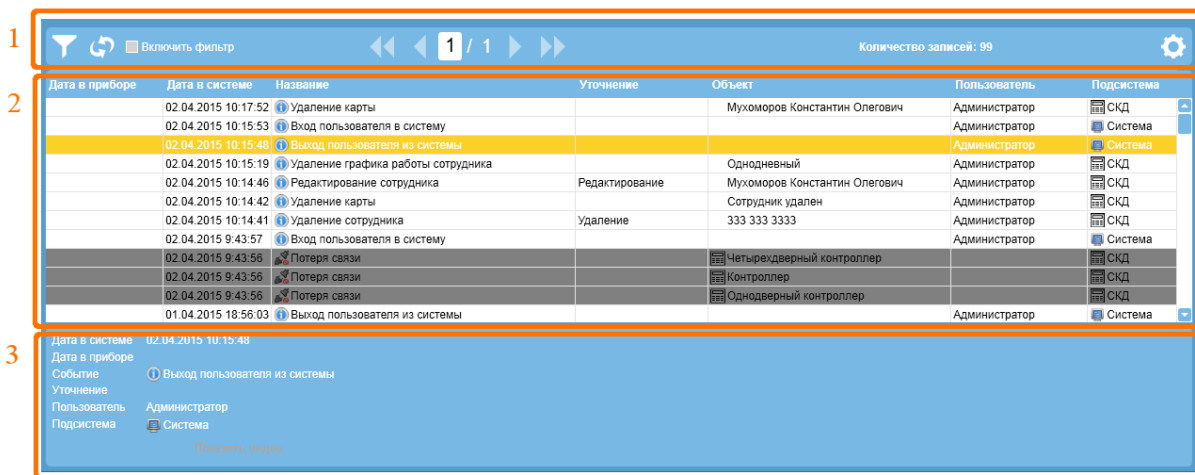 1
Включить фильтр 1 / 1 Количество записей: 99
2
Дата в приборе Дата в системе Название Уточнение Объект Пользователь Подсистема
02.04.2015 10:17:52 Удаление карты Мухоморов Константин Олегович Администратор СКД
02.04.2015 10:15:53 Вход пользователя в систему Администратор Система
02.04.2015 10:15:48 Выход пользователя из системы Администратор Система
02.04.2015 10:15:19 Удаление графика работы сотрудника Однодневный СКД
02.04.2015 10:14:46 Редактирование сотрудника Редактирование Мухоморов Константин Олегович Администратор СКД
02.04.2015 10:14:42 Удаление карты Сотрудник удален Администратор СКД
02.04.2015 10:14:41 Удаление сотрудника Удаление 333 333 3333 Администратор СКД
02.04.2015 9:43:57 Вход пользователя в систему Администратор Система
02.04.2015 9:43:56 Потеря связи Четырехдверный контроллер СКД
02.04.2015 9:43:56 Потеря связи Контроллер СКД
02.04.2015 9:43:56 Потеря связи Однодверный контроллер СКД
01.04.2015 18:56:03 Выход пользователя из системы Администратор Система
3
Дата в системе 02.04.2015 10:15:48
Дата в приборе
Событие Выход пользователя из системы
Уточнение
Пользователь Администратор
Подсистема Система